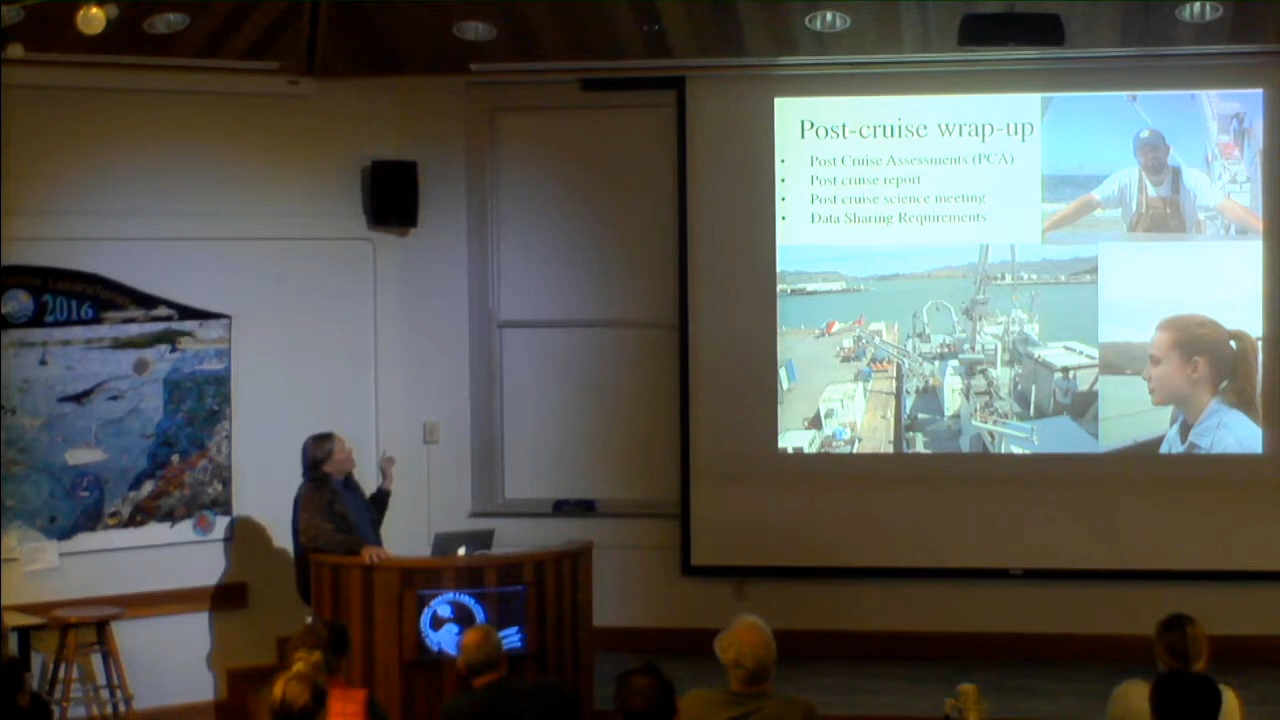 Post-cruise wrap-up
• Post Cruise Assessments (PCA)
• Post cruise report
• Post cruise science meeting
• Data Sharing Requirements
2016